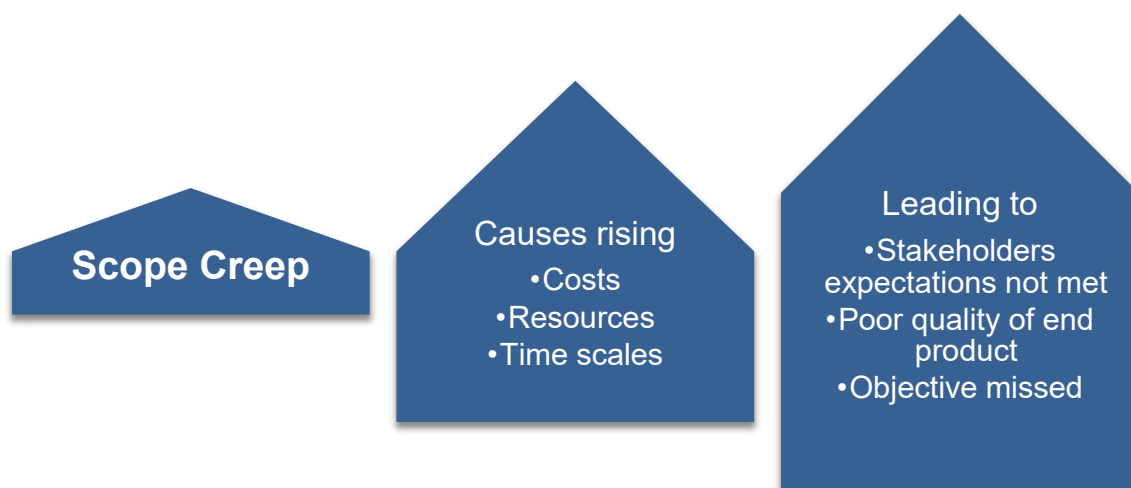 Scope Creep
Causes rising
•Costs
•Resources
•Time scales
Leading to
•Stakeholders
expectations not met
•Poor quality of end
product
•Objective missed